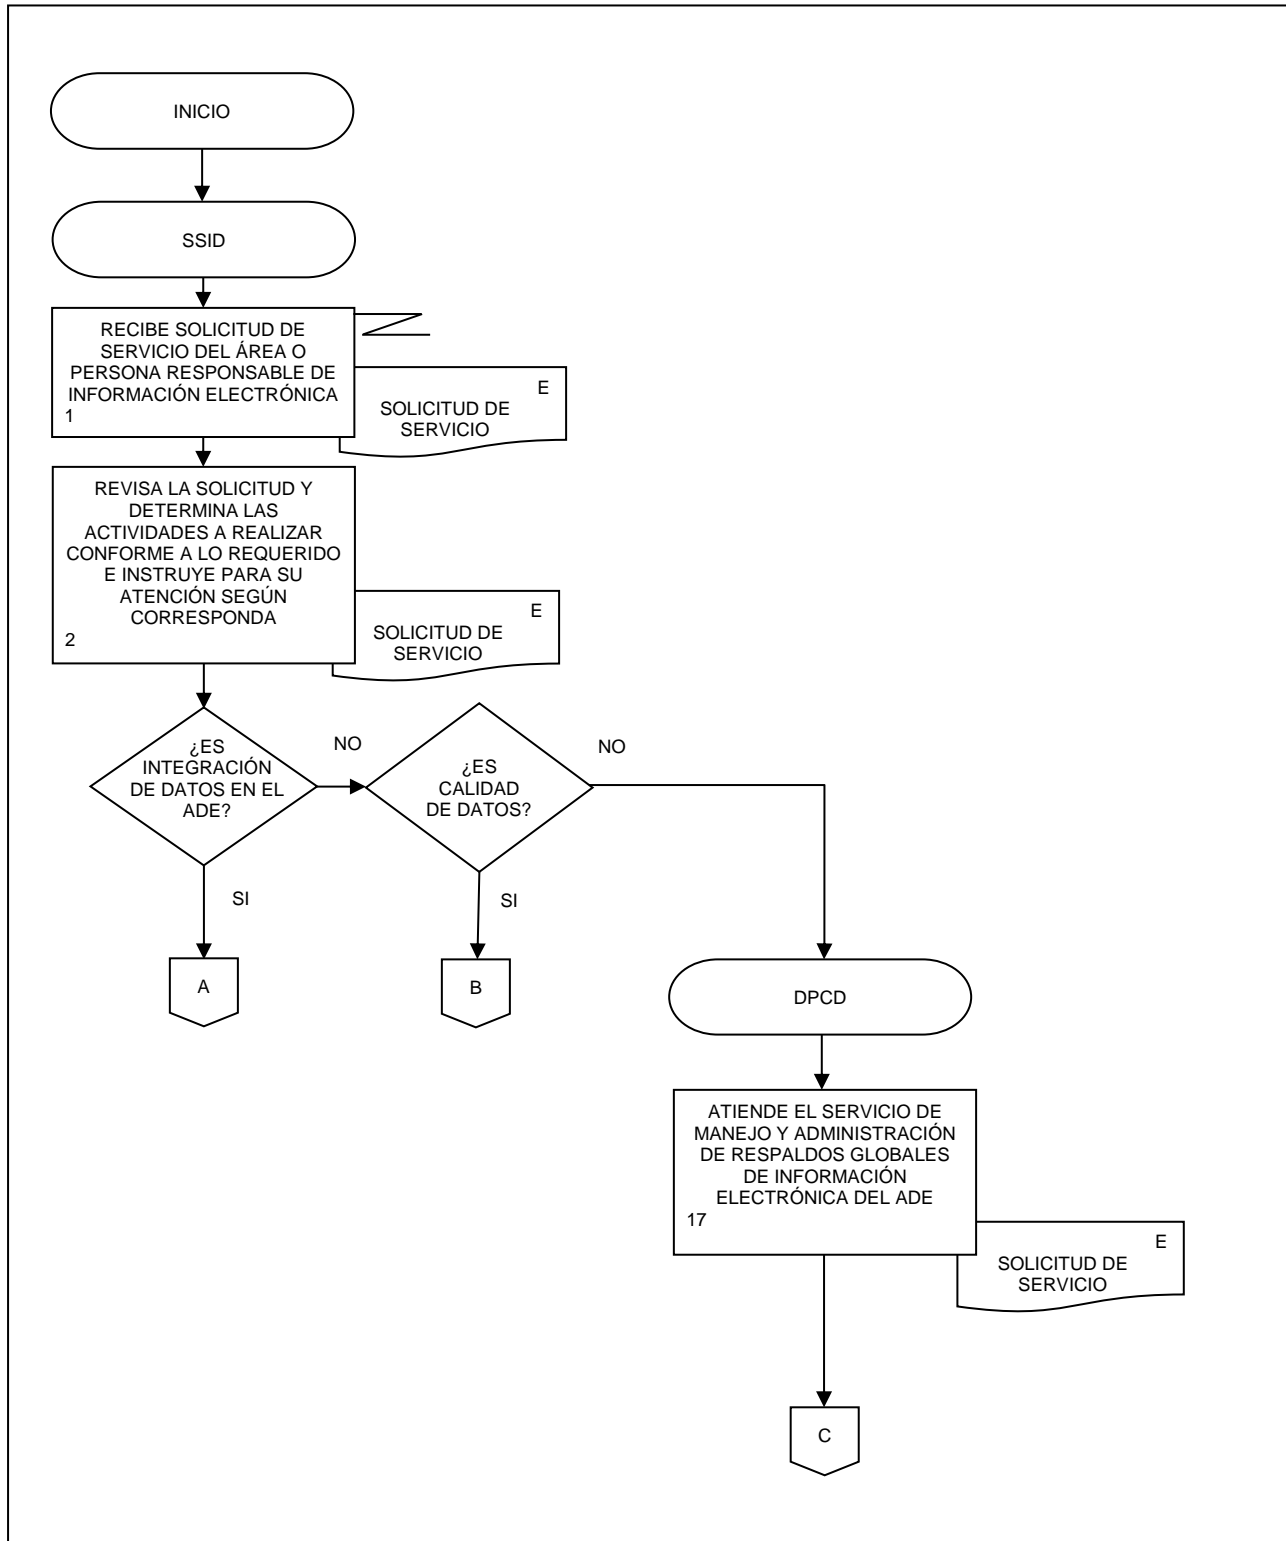 INICIO
SSID
RECIBE SOLICITUD DE
SERVICIO DEL ÁREA O
PERSONA RESPONSABLE DE
INFORMACIÓN ELECTRÓNICA
1
E
SOLICITUD DE
SERVICIO
REVISA LA SOLICITUD Y
DETERMINA LAS
ACTIVIDADES A REALIZAR
CONFORME A LO REQUERIDO
E INSTRUYE PARA SU
ATENCIÓN SEGÚN
CORRESPONDA
2
E
SOLICITUD DE
SERVICIO
¿ES
INTEGRACIÓN
DE DATOS EN EL
ADE?
NO
¿ES
CALIDAD
DE DATOS?
NO
SI
SI
A
B
DPCD
ATIENDE EL SERVICIO DE
MANEJO Y ADMINISTRACIÓN
DE RESPALDOS GLOBALES
DE INFORMACIÓN
ELECTRÓNICA DEL ADE
17
E
SOLICITUD DE
SERVICIO
C